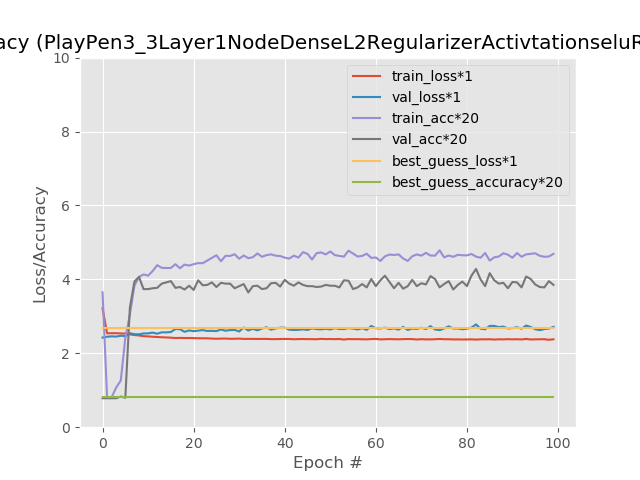 acy (PlayPen3_3Layer1NodeDenseL2RegularizerActivtationseluR
10
8
6
4
2
0
Loss/Accuracy
train_loss*1
val_loss*1
train_acc*20
val_acc*20
best_guess_loss*1
best_guess_accuracy*20
0 20 40 60 80 100
Epoch #